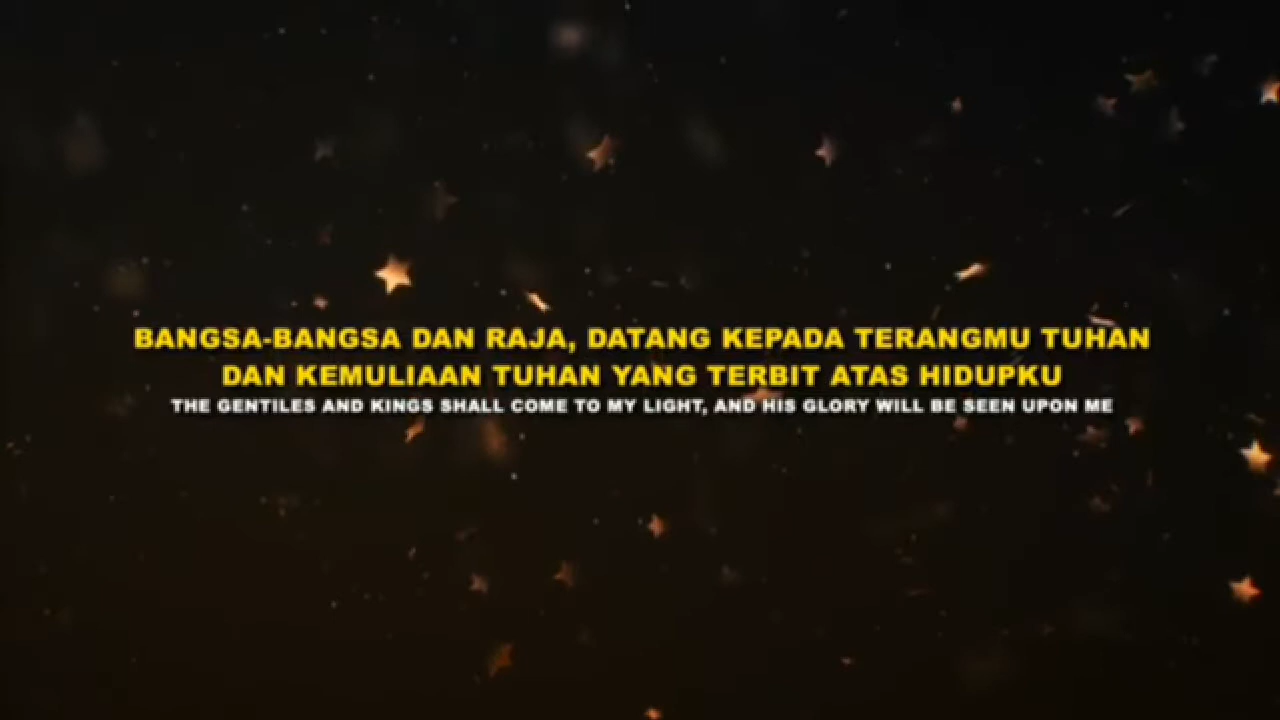 BANGSA-BANGSA DAN RAJA, DATANG KEPADA TERANGMU TUHAN
DAN KEMULIAAN TUHAN YANG TERBIT ATAS HIDUPKU
THE GENTILES AND KINGS SHALL COME TO MY LIGHT, AND HIS GLORY WILL BE SEEN UPON ME